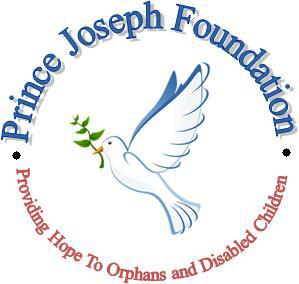 Prince Joseph Foundation
Providing Hope To Orphans and Disabled Children